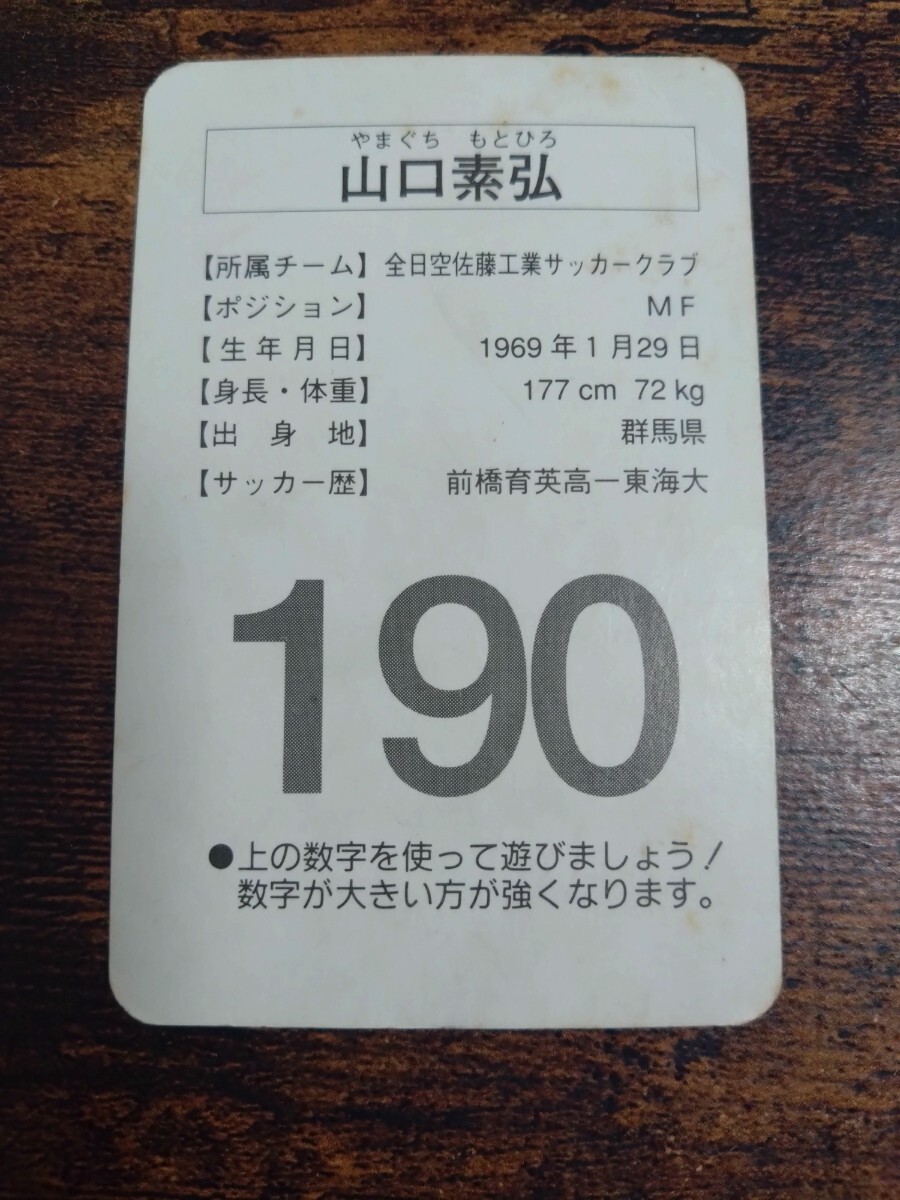 やまぐち もとひろ
山口素弘
【所属チーム】 全日空佐藤工業サッカークラブ
【ポジション】 MF
【生年月日】 1969年1月29日
【身長・体重】 177cm 72kg
【出身地】 群馬県
【サッカー歴】 前橋育英高ー東海大
190
●上の数字を使って遊びましょう！
数字が大きい方が強くなります。